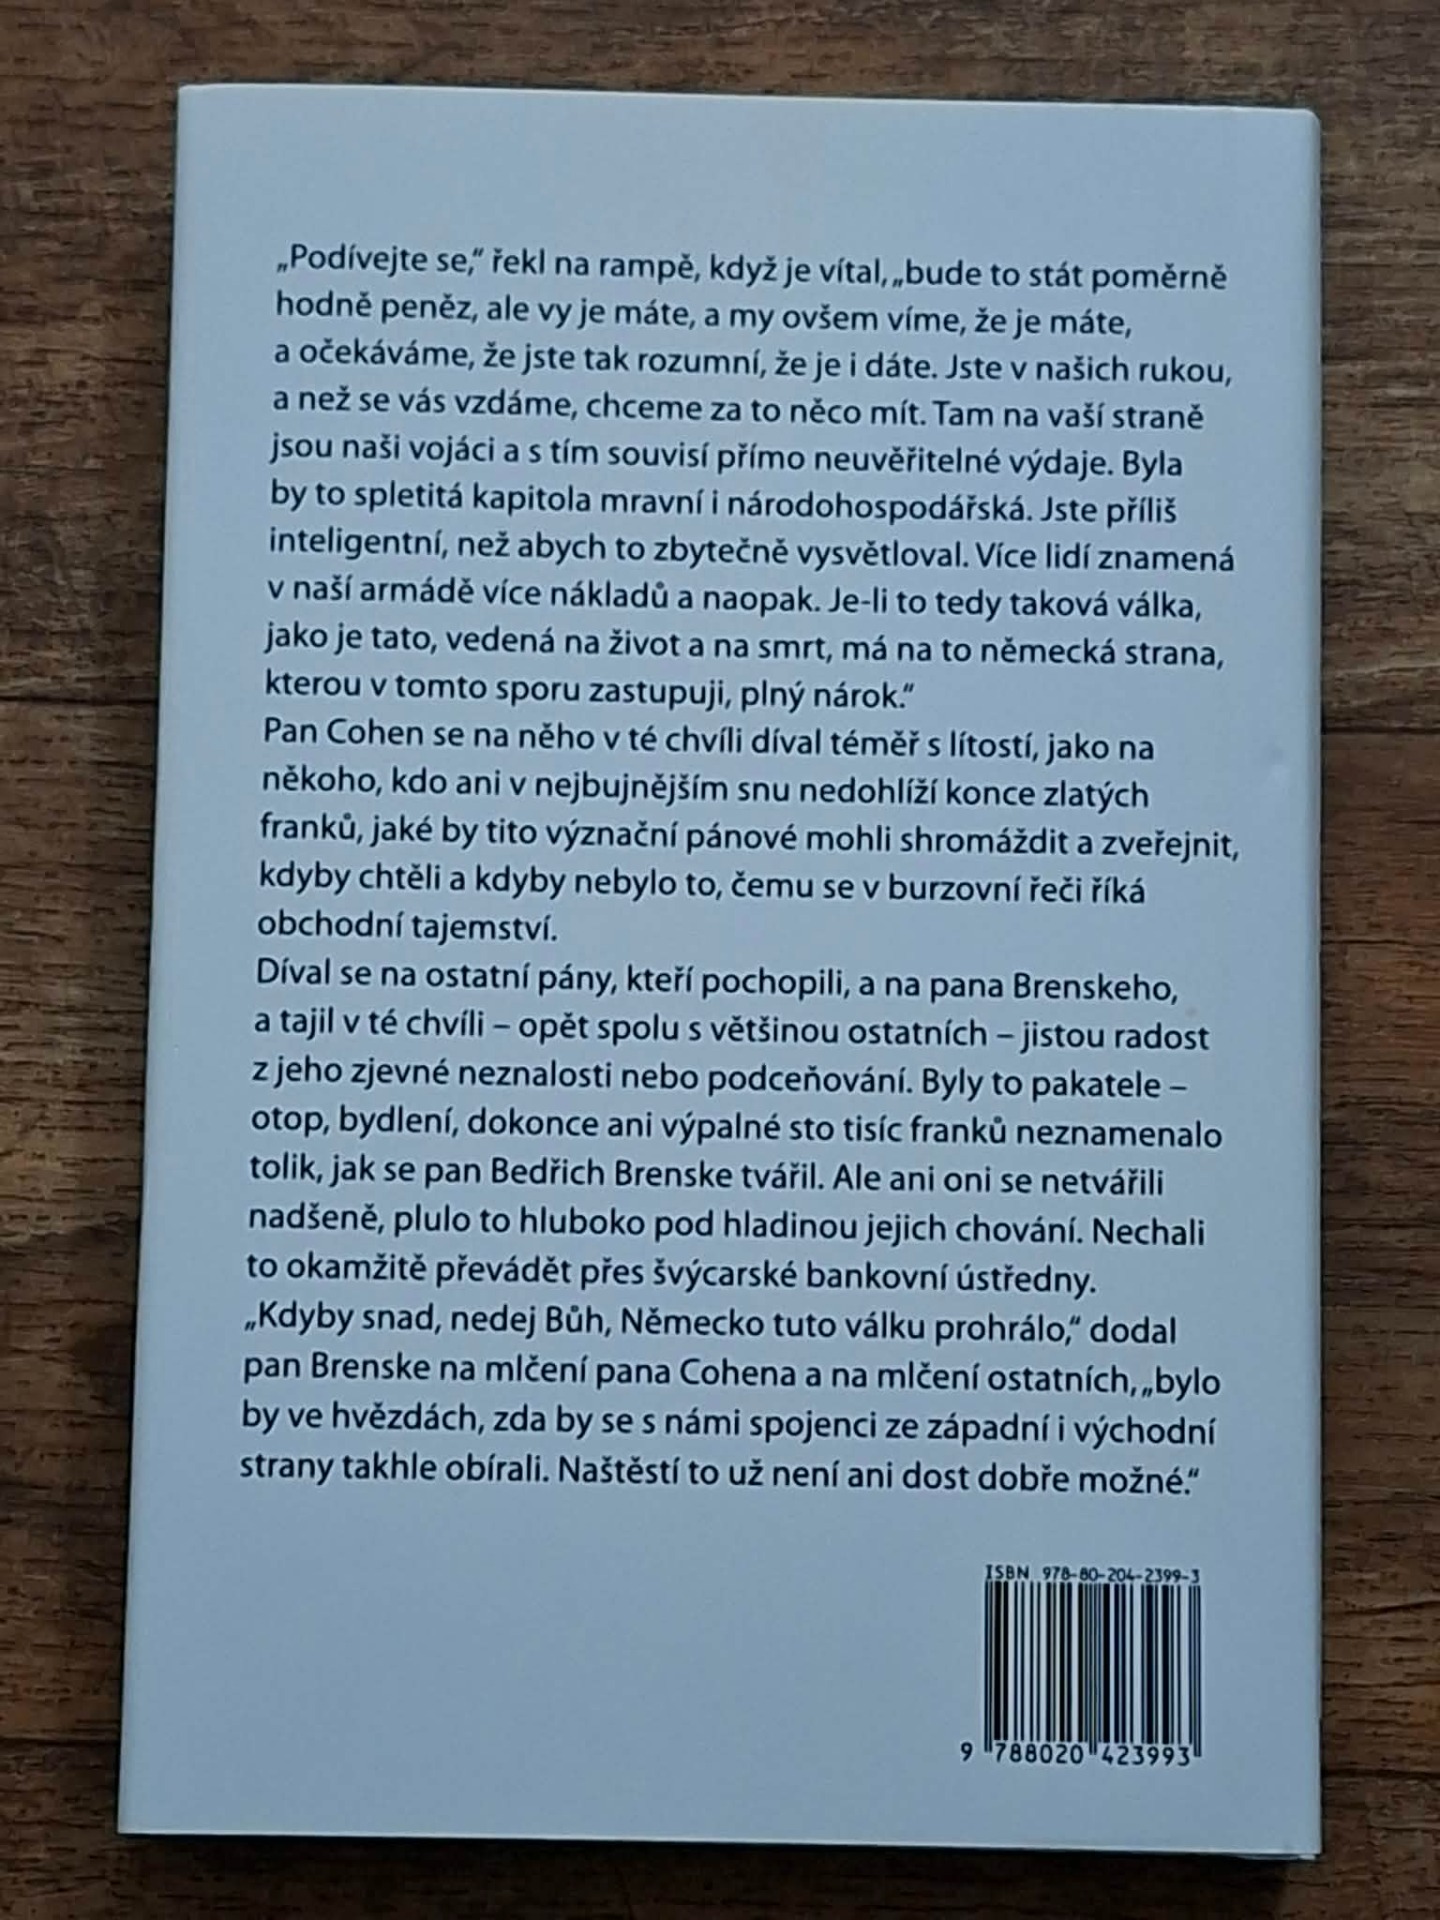 „Podívejte se,“ řekl na rampě, když je vítal, „bude to stát poměrně
hodně peněz, ale vy je máte, a my ovšem víme, že je máte,
a očekáváme, že jste tak rozumní, že je i dáte. Jste v našich rukou,
a než se vás vzdáme, chceme za to něco mít. Tam na vaší straně
jsou naši vojáci a s tím souvisí přímo neuvěřitelné výdaje. Byla
by to spletitá kapitola mravní i národohospodářská. Jste příliš
inteligentní, než abych to zbytečně vysvětloval. Více lidí znamená
v naší armádě více nákladů a naopak. Je-li to tedy taková válka,
jako je tato, vedená na život a na smrt, má na to německá strana,
kterou v tomto sporu zastupuji, plný nárok.“
Pan Cohen se na něho v té chvíli díval téměř s lítostí, jako na
někoho, kdo ani v nejbujnějším snu nedohlíží konce zlatých
franků, jaké by tito význační pánové mohli shromáždit a zveřejnit,
kdyby chtěli a kdyby nebylo to, čemu se v burzovní řeči říká
obchodní tajemství.
Díval se na ostatní pány, kteří pochopili, a na pana Brenskeho,
a tajil v té chvíli – opět spolu s většinou ostatních – jistou radost
z jeho zjevné neznalosti nebo podceňování. Byly to pakatele –
otop, bydlení, dokonce ani výpalné sto tisíc franků neznamenalo
tolik, jak se pan Bedřich Brenske tvářil. Ale ani oni se netvářili
nadšeně, plulo to hluboko pod hladinou jejich chování. Nechali
to okamžitě převádět přes švýcarské bankovní ústředny.
„Kdyby snad, nedej Bůh, Německo tuto válku prohrálo,“ dodal
pan Brenske na mlčení pana Cohena a na mlčení ostatních, „bylo
by ve hvězdách, zda by se s námi spojenci ze západní i východní
strany takhle obírali. Naštěstí to už není ani dost dobře možné.“
ISBN 978-80-204-2399-3
9 788020 423993